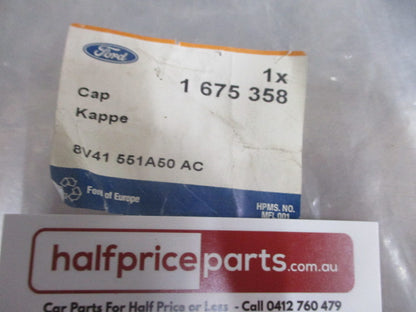 Ford
1x
1 675 358
Cap
Kappe
8V41 551A50 AC
Ford of Europe
HPMS. NO.
MFL001
halfpriceparts.com.au
Car Parts For Half Price or Less - Call 0412 760 479